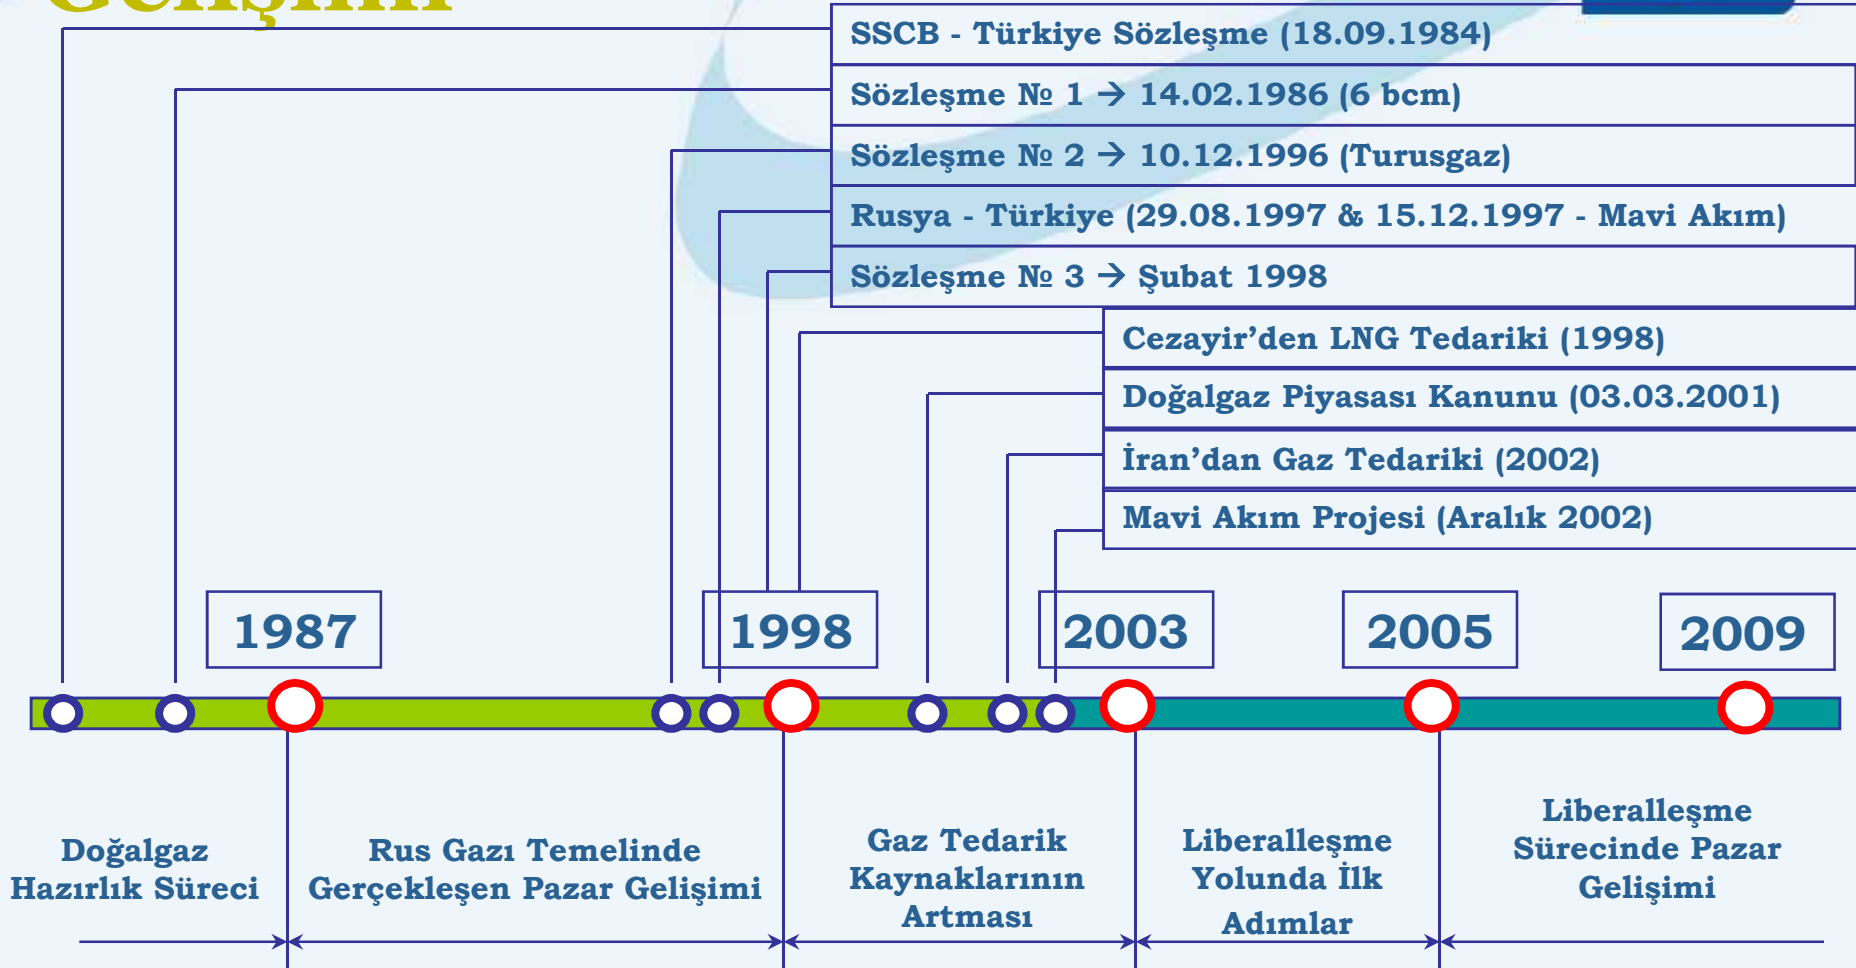 Gelişimi
SSCB - Türkiye Sözleşme (18.09.1984)
Sözleşme № 1 → 14.02.1986 (6 bcm)
Sözleşme № 2 → 10.12.1996 (Turusgaz)
Rusya - Türkiye (29.08.1997 & 15.12.1997 - Mavi Akım)
Sözleşme № 3 → Şubat 1998
Cezayir’den LNG Tedariki (1998)
Doğalgaz Piyasası Kanunu (03.03.2001)
İran’dan Gaz Tedariki (2002)
Mavi Akım Projesi (Aralık 2002)
1987
1998
2003
2005
2009
Doğalgaz
Hazırlık Süreci
Rus Gazı Temelinde
Gerçekleşen Pazar Gelişimi
Gaz Tedarik
Kaynaklarının
Artması
Liberalleşme
Yolunda İlk
Adımlar
Liberalleşme
Sürecinde Pazar
Gelişimi